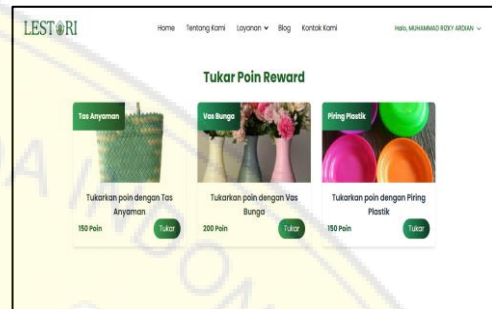 LESTARI
Home Tentang Kami Layanan Blog Kontak Kami
Halo, MUHAMMAD RIZKY ARDIAN
Tukar Poin Reward
Tas Anyaman
Vas Bunga
Piring Plastik
Tukarkan poin dengan Tas
Anyaman
150 Poin
Tukar
Tukarkan poin dengan Vas
Bunga
200 Poin
Tukar
Tukarkan poin dengan Piring
Plastik
150 Poin
Tukar